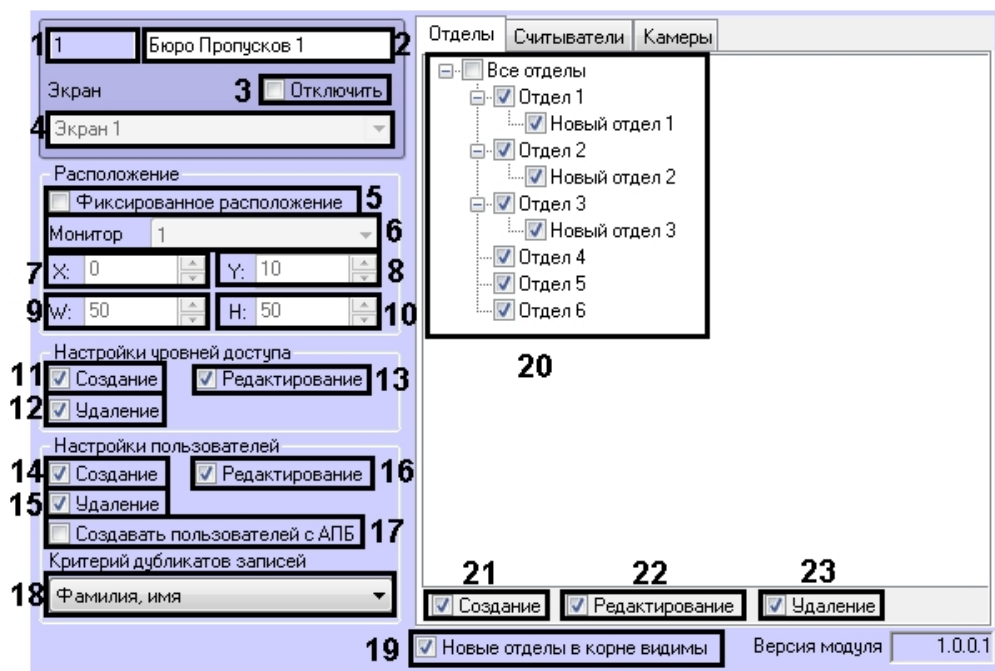 1 1 Бюро Пропусков 1 2
Экран 3 Отключить
4 Экран 1
Расположение
Фиксированное расположение 5
Монитор 1 6
7 X: 0 Y: 10 8
9 W: 50 H: 50 10
Настройки уровней доступа
11 Создание Редактирование 13
12 Удаление
Настройки пользователей
14 Создание Редактирование 16
15 Удаление
Создавать пользователей с АПБ 17
Критерий дубликатов записей
18 Фамилия, имя
Отделы Считыватели Камеры
Все отделы
Отдел 1
Новый отдел 1
Отдел 2
Новый отдел 2
Отдел 3
Новый отдел 3
Отдел 4
Отдел 5
Отдел 6
20
21 22 23
Создание Редактирование Удаление
19 Новые отделы в корне видимы Версия модуля 1.0.0.1